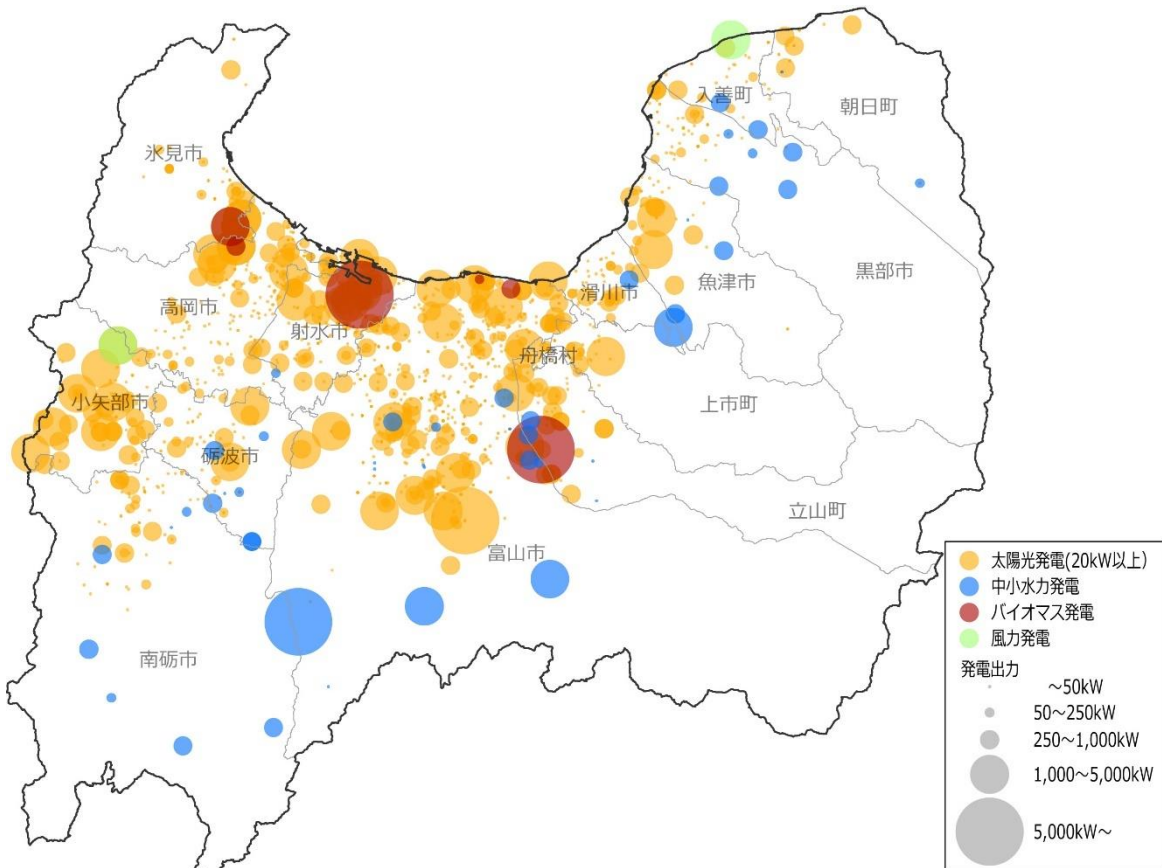 入善町
朝日町
氷見市
黒部市
魚津市
滑川市
高岡市
射水市
舟橋村
小矢部市
上市町
砺波市
立山町
富山市
南砺市
太陽光発電(20kW以上)
中小水力発電
バイオマス発電
風力発電
発電出力
～50kW
50～250kW
250～1,000kW
1,000～5,000kW
5,000kW～